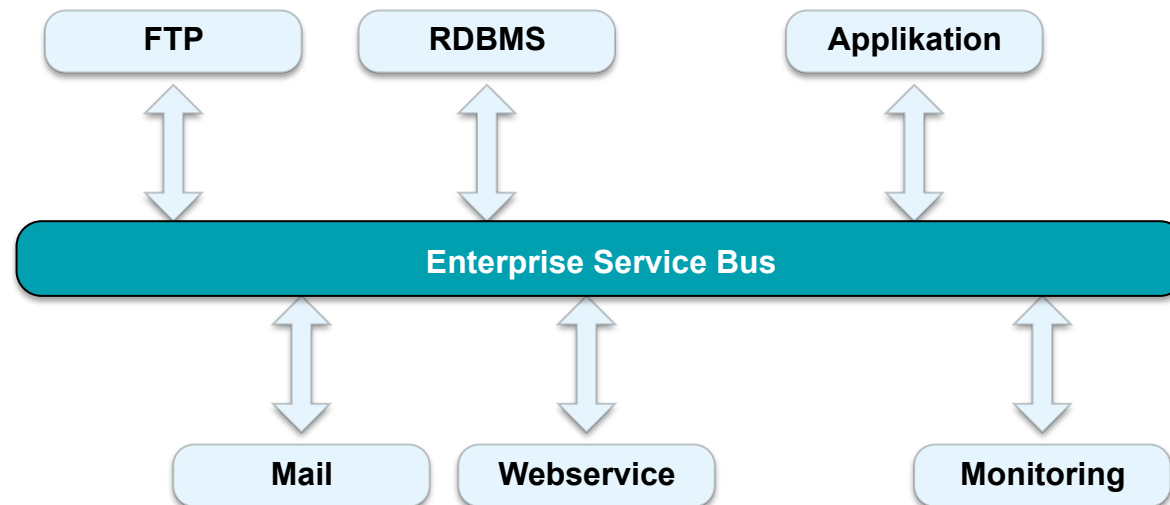 FTP
RDBMS
Applikation
Enterprise Service Bus
Mail
Webservice
Monitoring